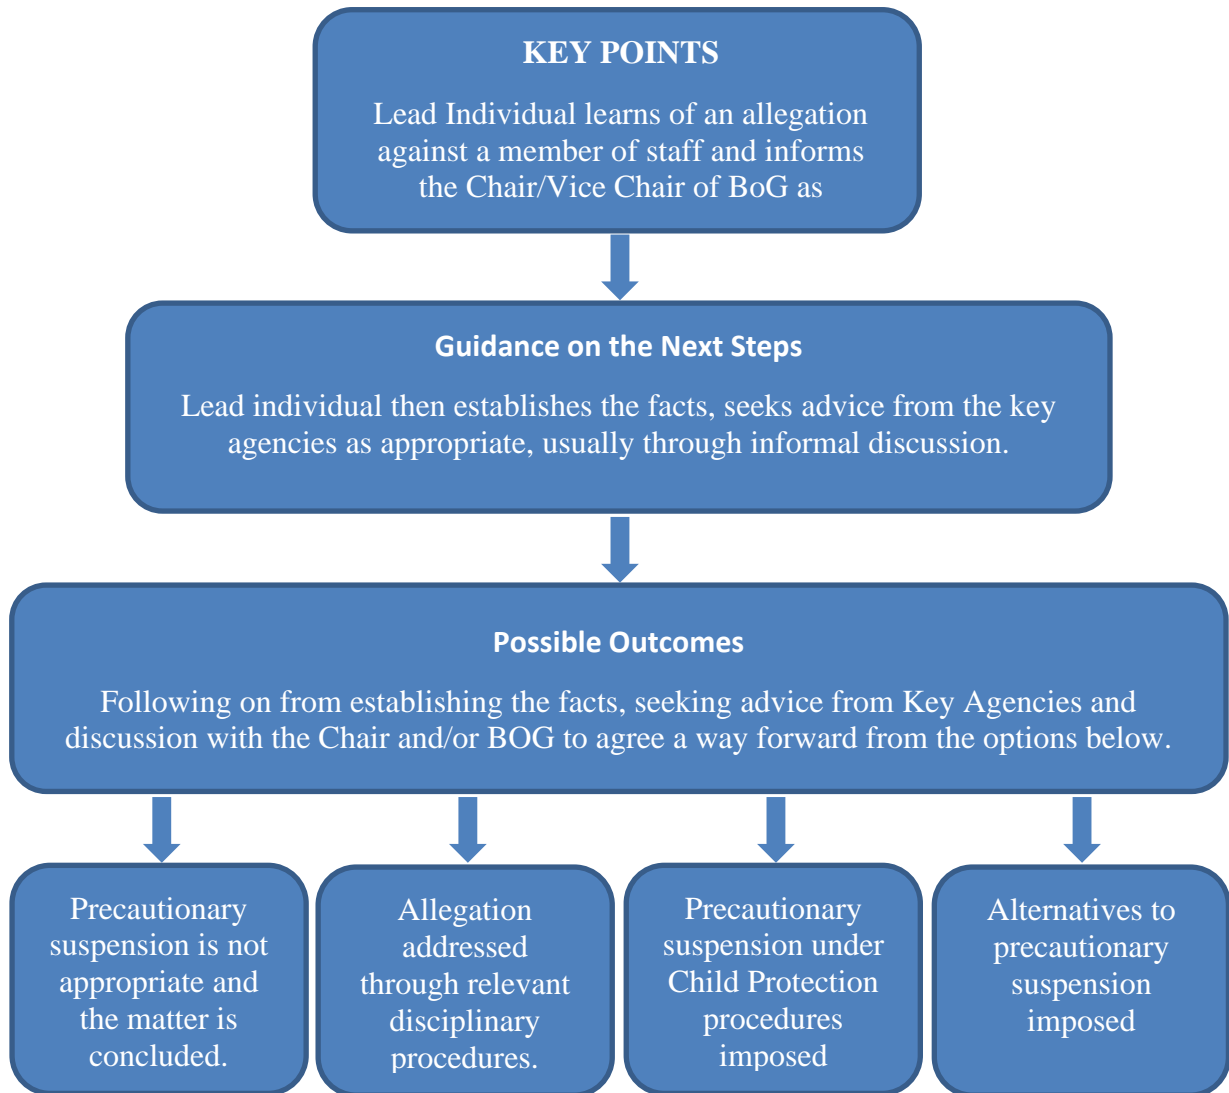 KEY POINTS
Lead Individual learns of an allegation
against a member of staff and informs
the Chair/Vice Chair of BoG as
Guidance on the Next Steps
Lead individual then establishes the facts, seeks advice from the key
agencies as appropriate, usually through informal discussion.
Possible Outcomes
Following on from establishing the facts, seeking advice from Key Agencies and
discussion with the Chair and/or BOG to agree a way forward from the options below.
Precautionary
suspension is not
appropriate and
the matter is
concluded.
Allegation
addressed
through relevant
disciplinary
procedures.
Precautionary
suspension under
Child Protection
procedures
imposed
Alternatives to
precautionary
suspension
imposed